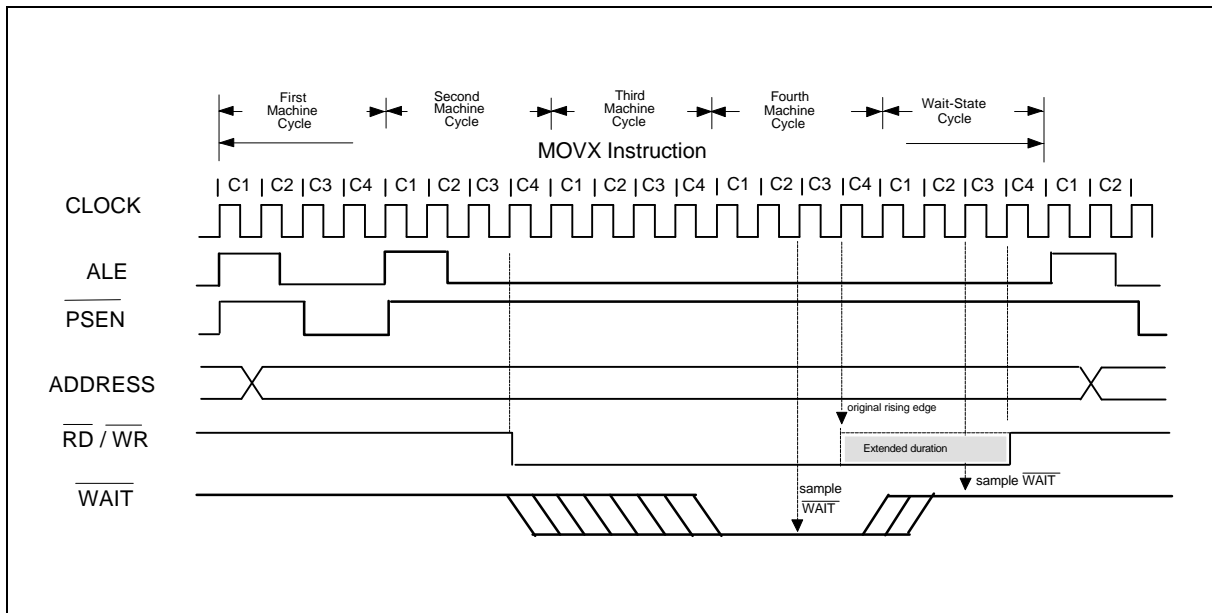 First Machine Cycle
Second Machine Cycle
Third Machine Cycle
Fourth Machine Cycle
Wait-State Cycle
MOVX Instruction
C1 C2 C3 C4 C1 C2 C3 C4 C1 C2 C3 C4 C1 C2 C3 C4 C1 C2 C3 C4 C1 C2
CLOCK
ALE
PSEN
ADDRESS
original rising edge
RD / WR
Extended duration
WAIT
sample WAIT
sample WAIT